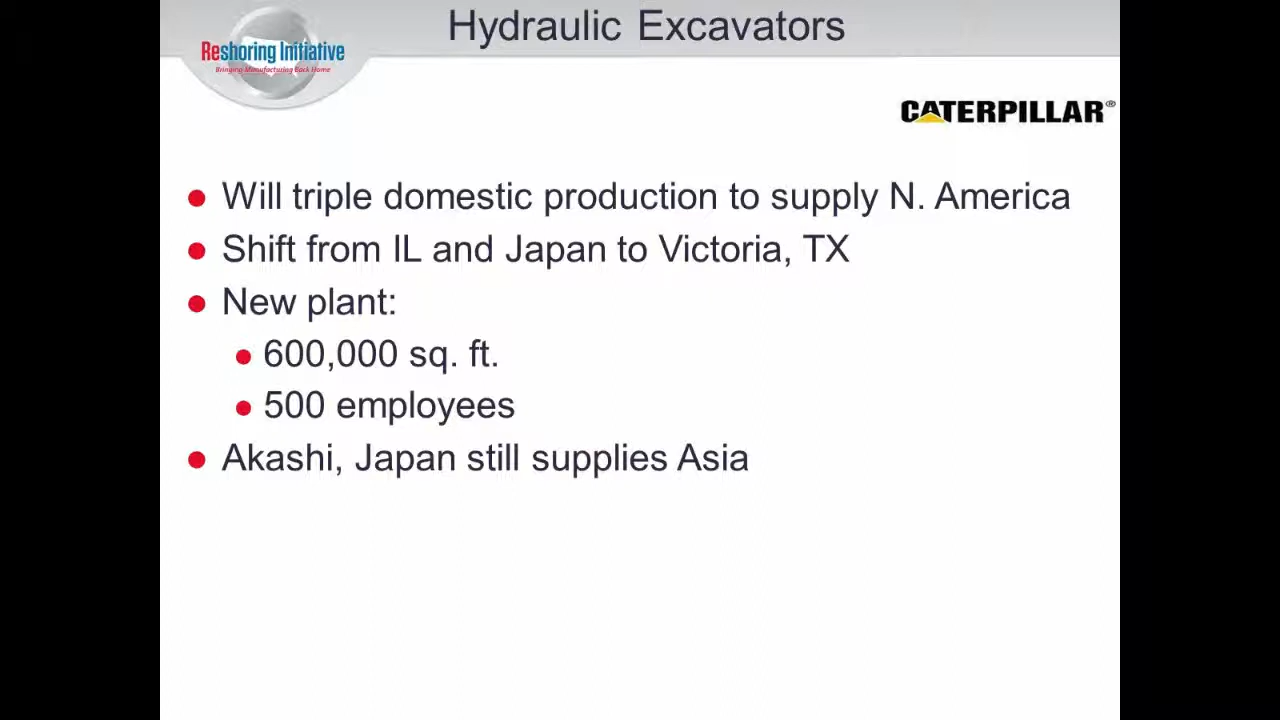 Hydraulic Excavators
Reshoring Initiative
Bringing Manufacturing Back Home
CATERPILLAR®
Will triple domestic production to supply N. America
Shift from IL and Japan to Victoria, TX
New plant:
600,000 sq. ft.
500 employees
Akashi, Japan still supplies Asia